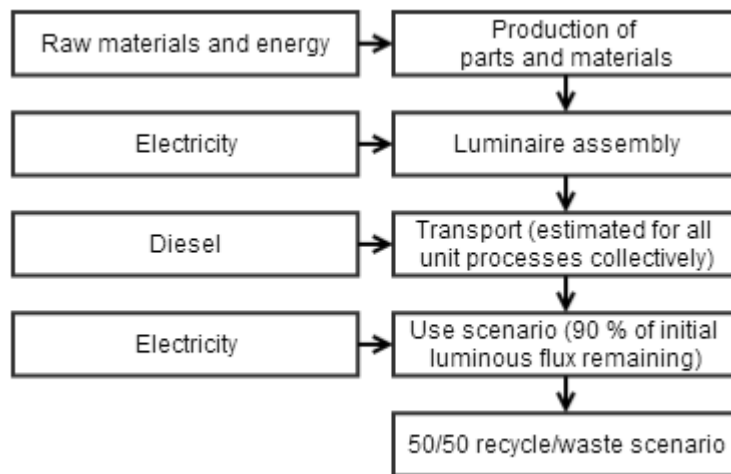 Raw materials and energy
Production of
parts and materials
Electricity
Luminaire assembly
Diesel
Transport (estimated for all
unit processes collectively)
Electricity
Use scenario (90 % of initial
luminous flux remaining)
50/50 recycle/waste scenario